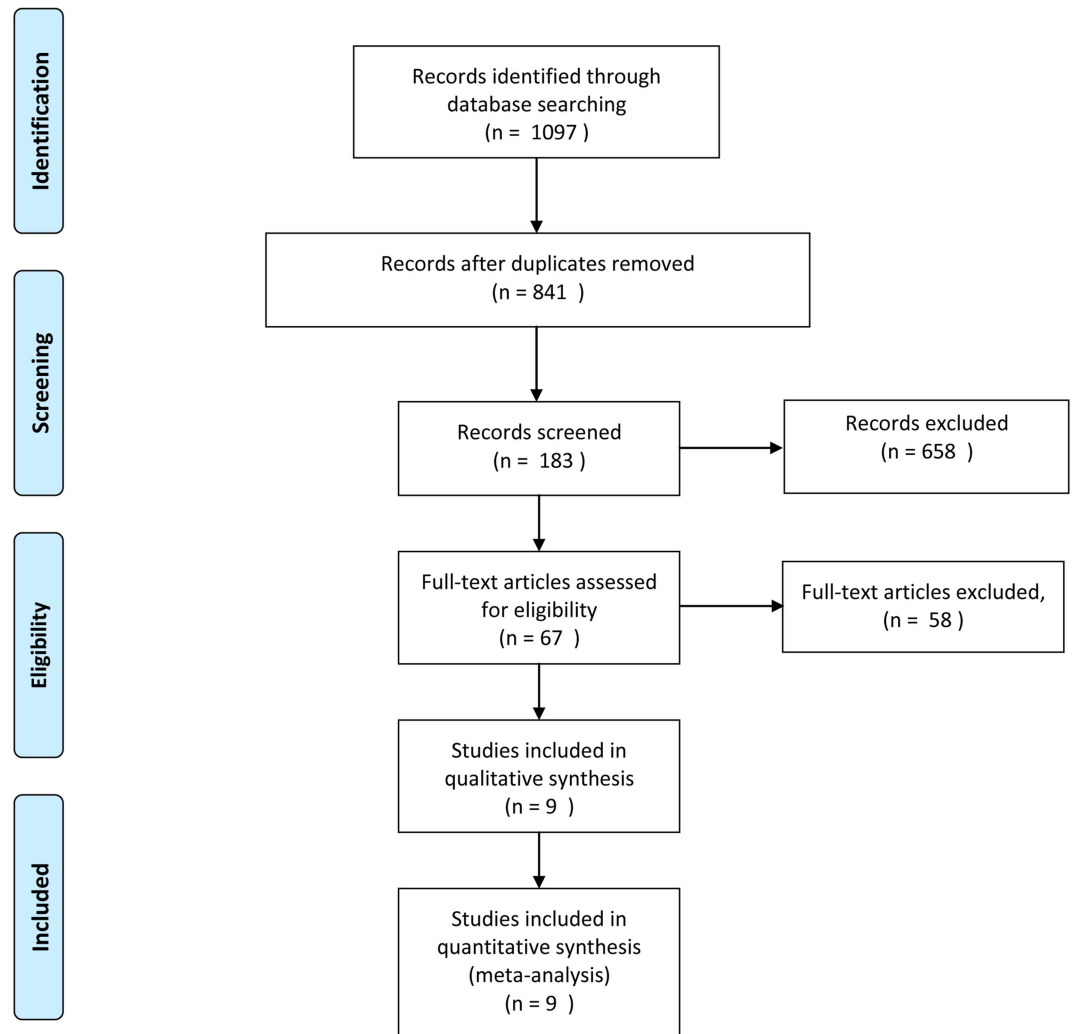 Identification
Records identified through
database searching
(n =  1097 )
Records after duplicates removed
(n = 841  )
Screening
Records screened
(n =  183 )
Records excluded
(n = 658  )
Eligibility
Full-text articles assessed
for eligibility
(n = 67  )
Full-text articles excluded,
(n =  58 )
Studies included in
qualitative synthesis
(n = 9  )
Included
Studies included in
quantitative synthesis
(meta-analysis)
(n = 9  )